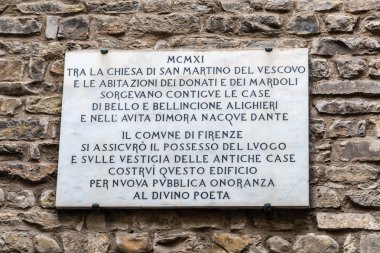 MCMXI
TRA LA CHIESA DI SAN MARTINO DEL VESCOVO
E LE ABITAZIONI DEI DONATI E DEI MARDOLI
SORGEVANO CONTIGVE LE CASE
DI BELLO E BELLINCIONE ALIGHIERI
E NELL AVITA DIMORA NACQVE DANTE
IL COMVNE DI FIRENZE
SI ASSICVRÒ IL POSSESSO DEL LVOGO
E SVLLE VESTIGIA DELLE ANTICHE CASE
COSTRVÌ QVESTO EDIFICIO
PER NVOVA PVBBLICA ONORANZA
AL DIVINO POETA